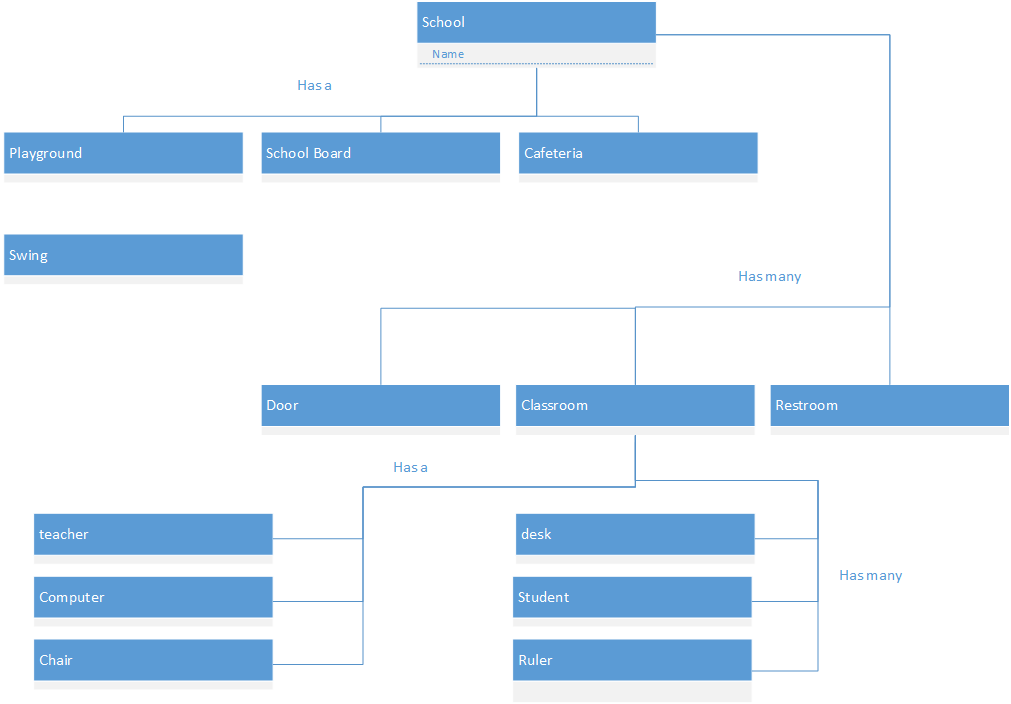 School
Name
Has a
Playground
School Board
Cafeteria
Swing
Has many
Door
Classroom
Restroom
Has a
teacher
desk
Has many
Computer
Student
Chair
Ruler